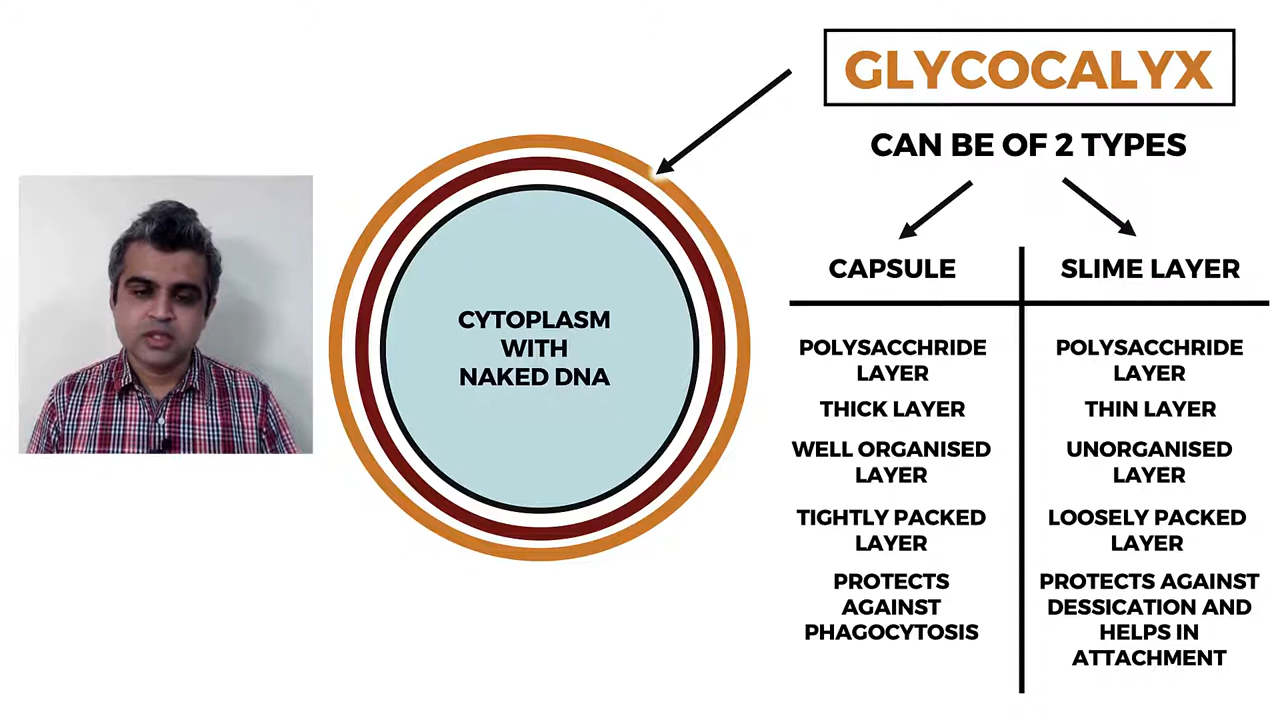 GLYCOCALYX
CAN BE OF 2 TYPES
CYTOPLASM
WITH
NAKED DNA
CAPSULE
POLYSACCHRIDE
LAYER
THICK LAYER
WELL ORGANISED
LAYER
TIGHTLY PACKED
LAYER
PROTECTS
AGAINST
PHAGOCYTOSIS
SLIME LAYER
POLYSACCHRIDE
LAYER
THIN LAYER
UNORGANISED
LAYER
LOOSELY PACKED
LAYER
PROTECTS AGAINST
DESSICATION AND
HELPS IN
ATTACHMENT